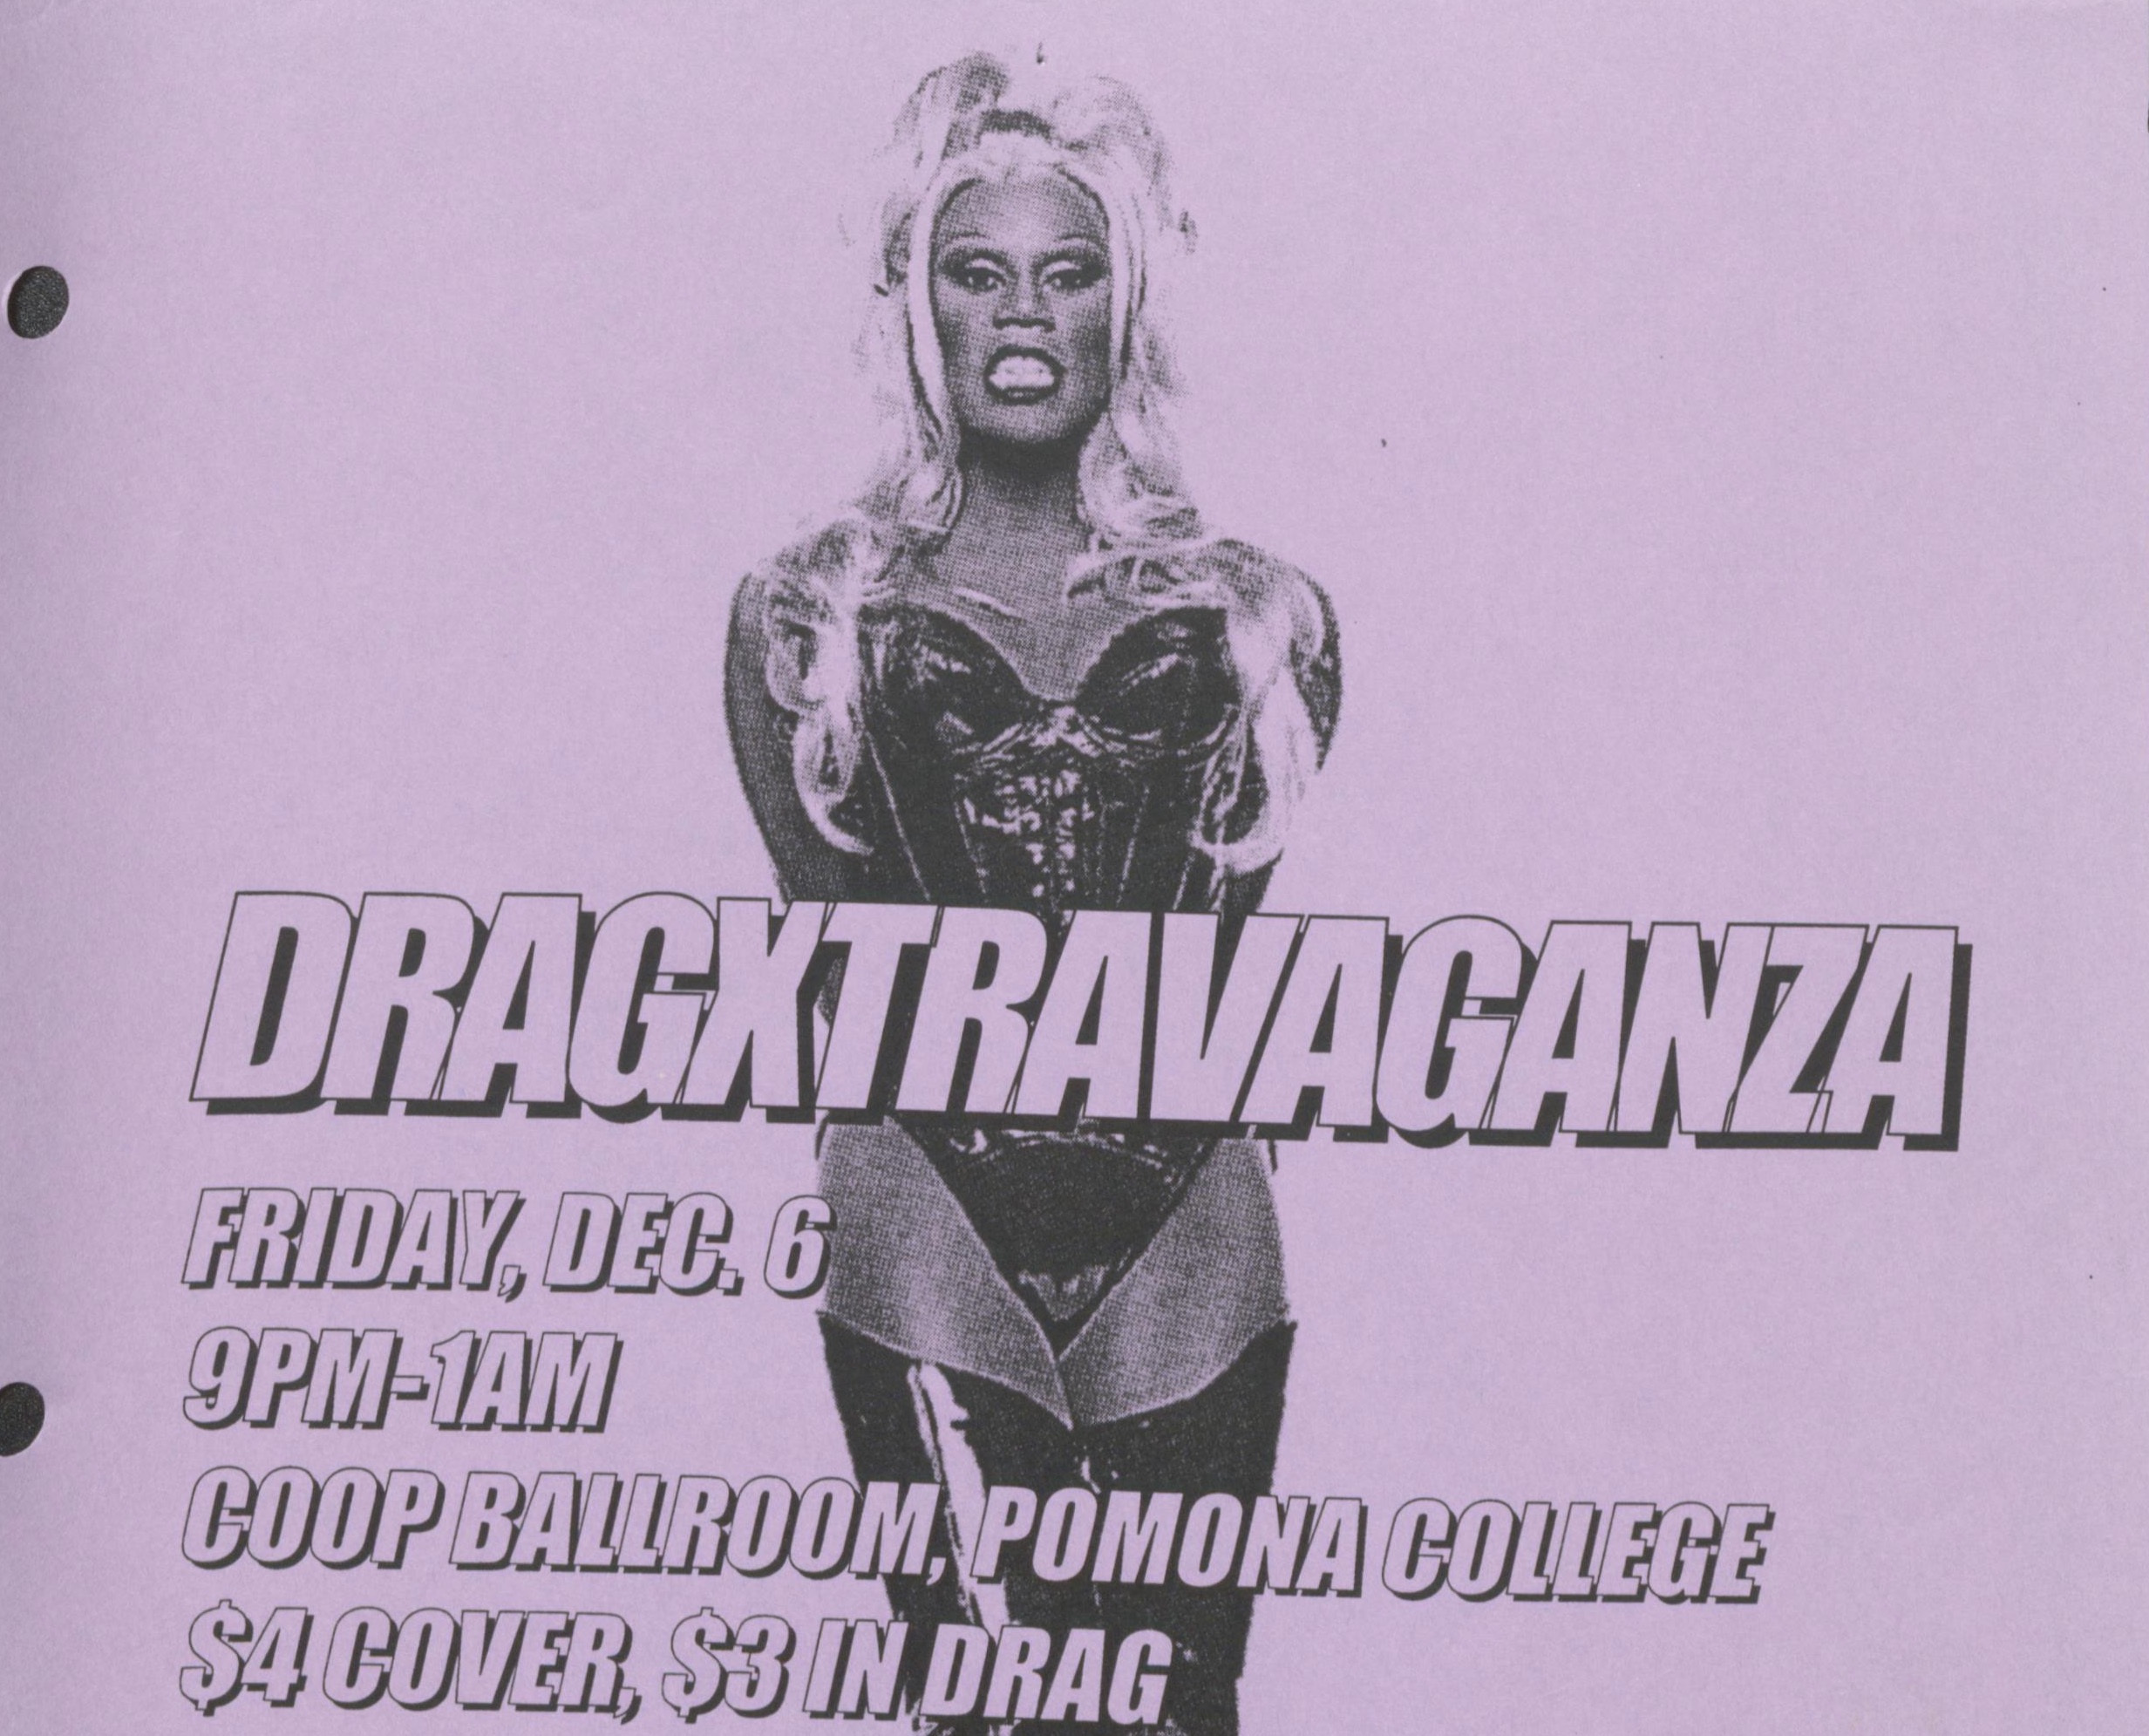 DRAGXTRAVAGANZA
FRIDAY, DEC. 6
9PM-1AM
COOP BALLROOM, POMONA COLLEGE
$4 COVER, $3 IN DRAG